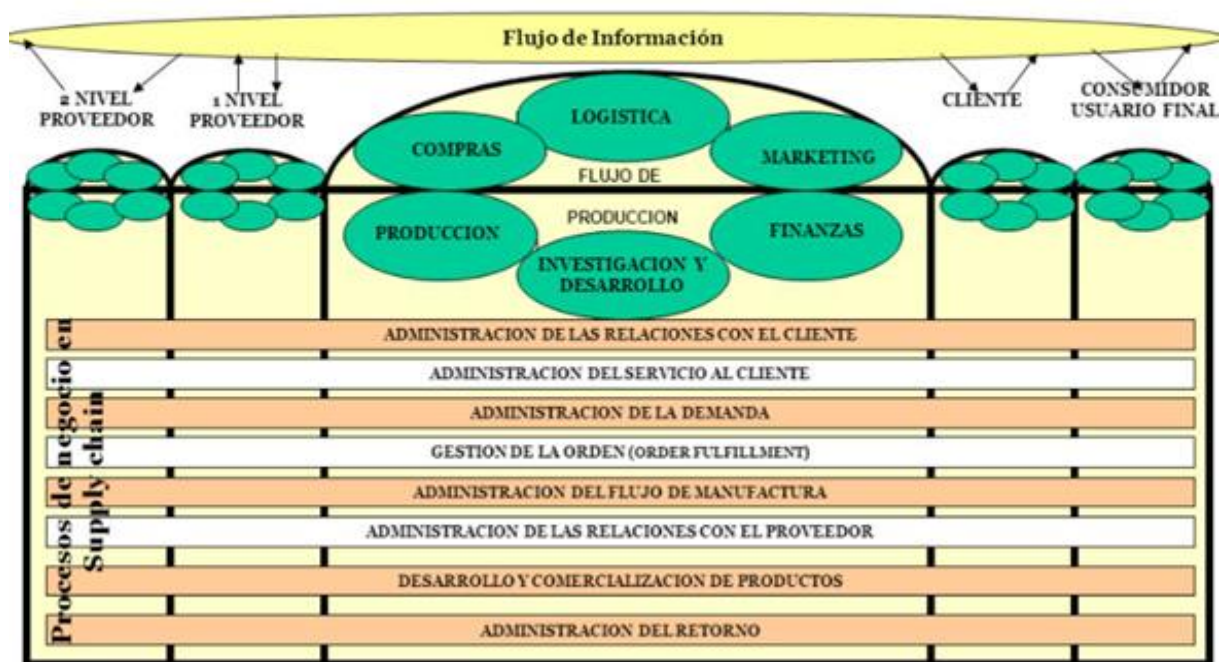 Flujo de Información
2 NIVEL
PROVEEDOR
1 NIVEL
PROVEEDOR
CLIENTE
CONSUMIDOR
USUARIO FINAL
LOGISTICA
COMPRAS
MARKETING
FLUJO DE
PRODUCCION
PRODUCCION
FINANZAS
INVESTIGACION Y
DESARROLLO
Procesos de negocio en
Supply chain
ADMINISTRACION DE LAS RELACIONES CON EL CLIENTE
ADMINISTRACION DEL SERVICIO AL CLIENTE
ADMINISTRACION DE LA DEMANDA
GESTION DE LA ORDEN (ORDER FULFILLMENT)
ADMINISTRACION DEL FLUJO DE MANUFACTURA
ADMINISTRACION DE LAS RELACIONES CON EL PROVEEDOR
DESARROLLO Y COMERCIALIZACION DE PRODUCTOS
ADMINISTRACION DEL RETORNO